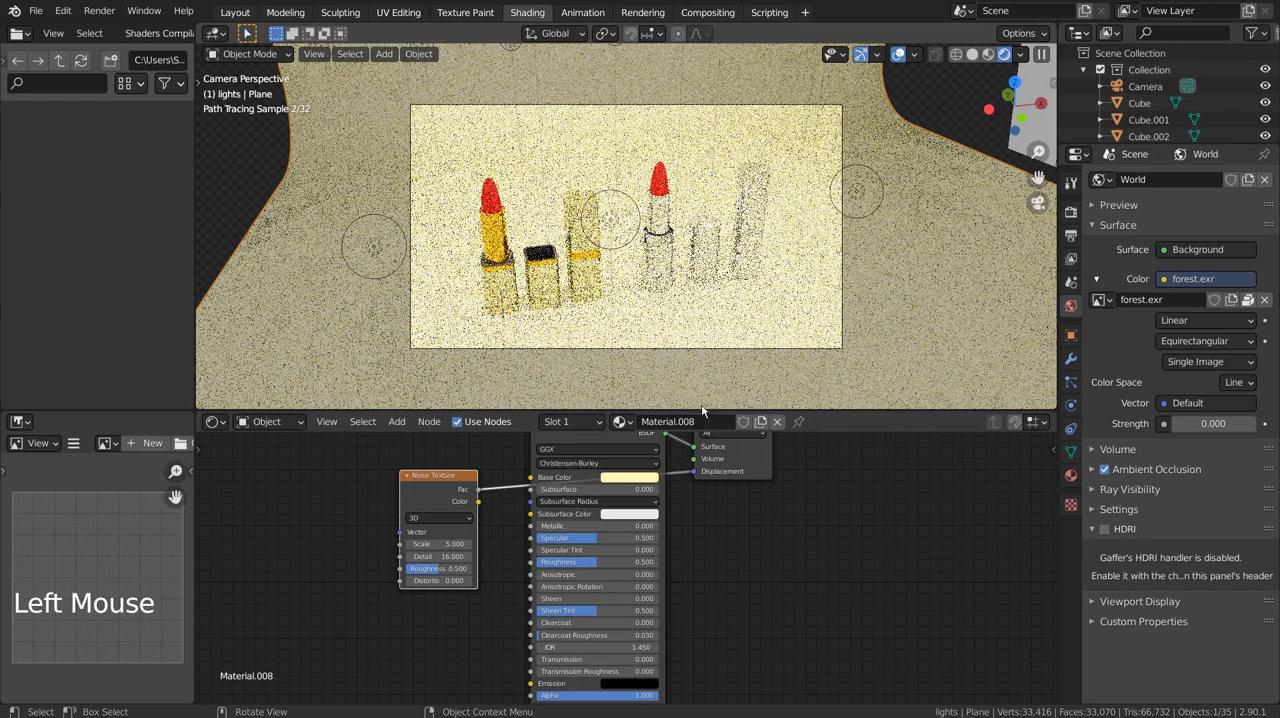 File Edit Render Window Help
Layout Modeling Sculpting UV Editing Texture Paint Shading Animation Rendering Compositing Scripting +
Scene
View Layer
View Select Shaders Compil
Global
Options
C:\Users\S...
Object Mode View Select Add Object
Camera Perspective
(1) lights | Plane
Path Tracing Sample 2/32
Z
Y
X
Scene Collection
Collection
Camera
Cube
Cube.001
Cube.002
Scene World
World
Preview
Surface
Surface Background
Color forest.exr
forest.exr
Linear
Equirectangular
Single Image
Color Space Line
Vector Default
Strength 0.000
Volume
Ambient Occlusion
Ray Visibility
Settings
HDRI
Gaffer's HDRI handler is disabled.
Enable it with the ch...n this panel's header
Viewport Display
Custom Properties
View New
Object View Select Add Node Use Nodes Slot 1 Material.008
Noise Texture
Fac
Color
3D
Vector
Scale 5.000
Detail 16.000
Roughness 0.500
Distortio 0.000
BSDF
GGX
Christensen-Burley
Base Color
Subsurface 0.000
Subsurface Radius
Subsurface Color
Metallic 0.000
Specular 0.500
Specular Tint 0.000
Roughness 0.500
Anisotropic 0.000
Anisotropic Rotation 0.000
Sheen 0.000
Sheen Tint 0.500
Clearcoat 0.000
Clearcoat Roughness 0.030
IOR 1.450
Transmission 0.000
Transmission Roughness 0.000
Emission
Alpha 1.000
All
Surface
Volume
Displacement
Left Mouse
Material.008
Select Box Select Rotate View Object Context Menu
lights | Plane | Verts:33,416 | Faces:33,070 | Tris:66,732 | Objects:1/35 | 2.90.1